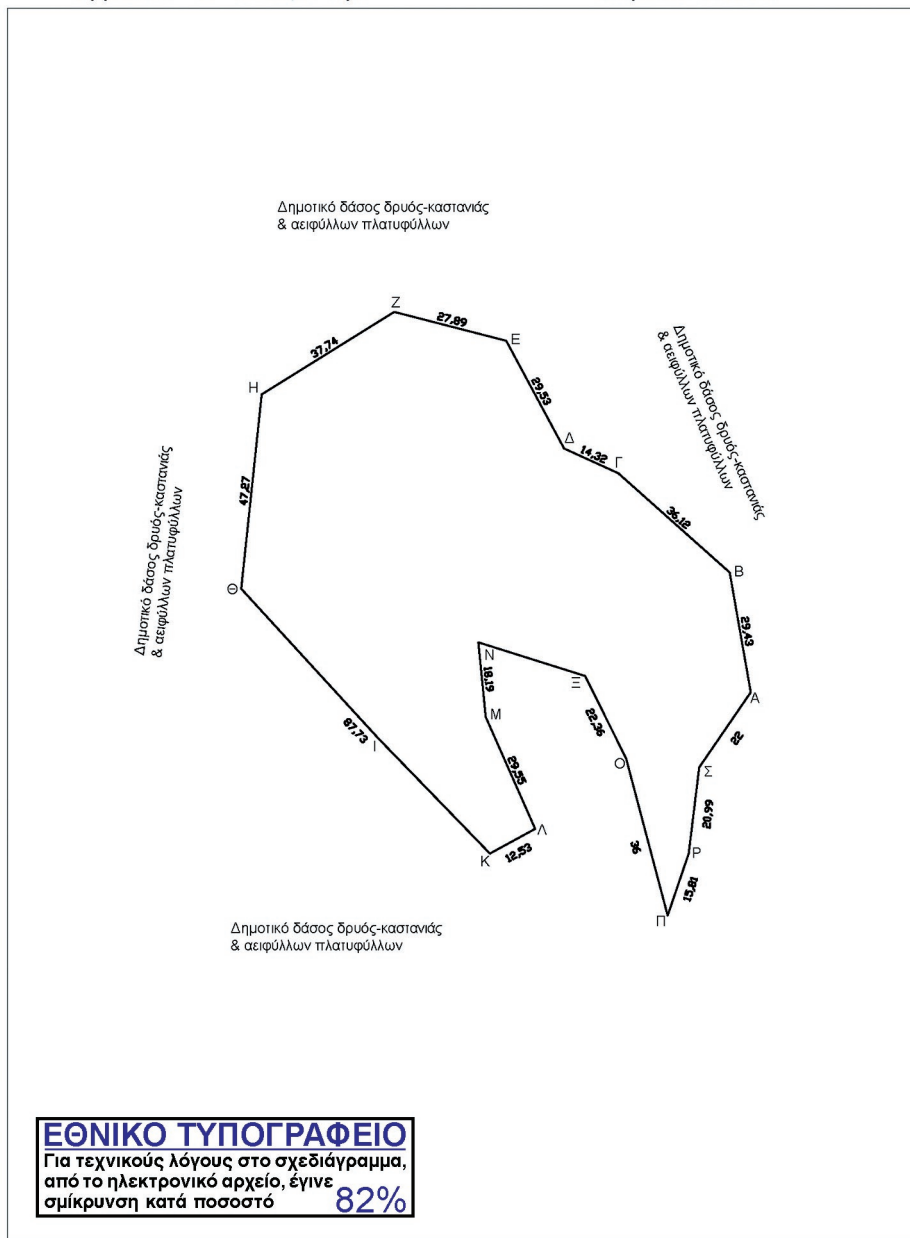 Δημοτικό δάσος δρυός-καστανιάς
& αειφύλλων πλατυφύλλων
Ζ
27,89
Ε
37,74
Η
29,53
Δημοτικό δάσος δρυός-καστανιάς
& αειφύλλων πλατυφύλλων
Δ
14,32
Γ
36,12
47,27
Δημοτικό δάσος δρυός-καστανιάς
& αειφύλλων πλατυφύλλων
Β
Θ
29,43
Ν
18,19
Ξ
22,36
Α
Μ
87,73
Ι
22
Ο
Σ
29,55
20,99
Λ
12,53
Κ
36
Ρ
15,81
Π
Δημοτικό δάσος δρυός-καστανιάς
& αειφύλλων πλατυφύλλων
ΕΘΝΙΚΟ ΤΥΠΟΓΡΑΦΕΙΟ
Για τεχνικούς λόγους στο σχεδιάγραμμα,
από το ηλεκτρονικό αρχείο, έγινε
σμίκρυνση κατά ποσοστό 82%